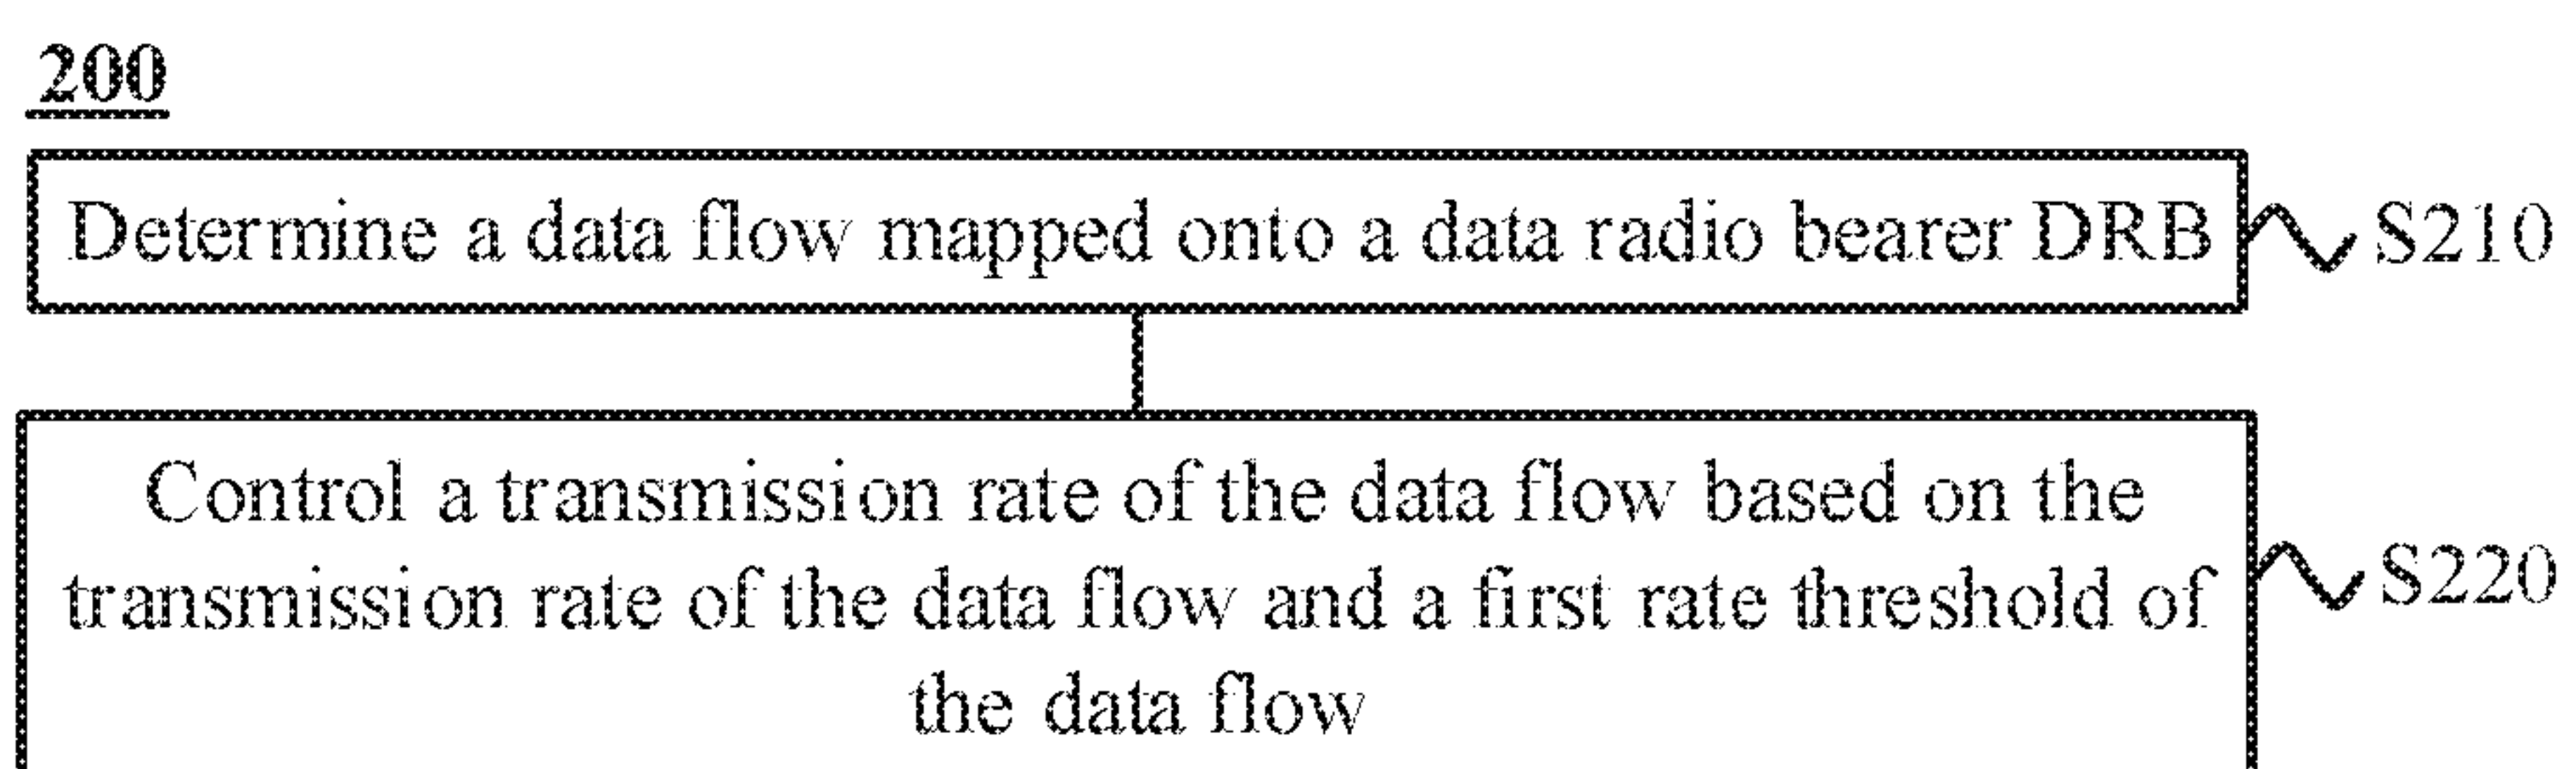 200
Determine a data flow mapped onto a data radio bearer DRB
S210
Control a transmission rate of the data flow based on the
transmission rate of the data flow and a first rate threshold of
the data flow
S220